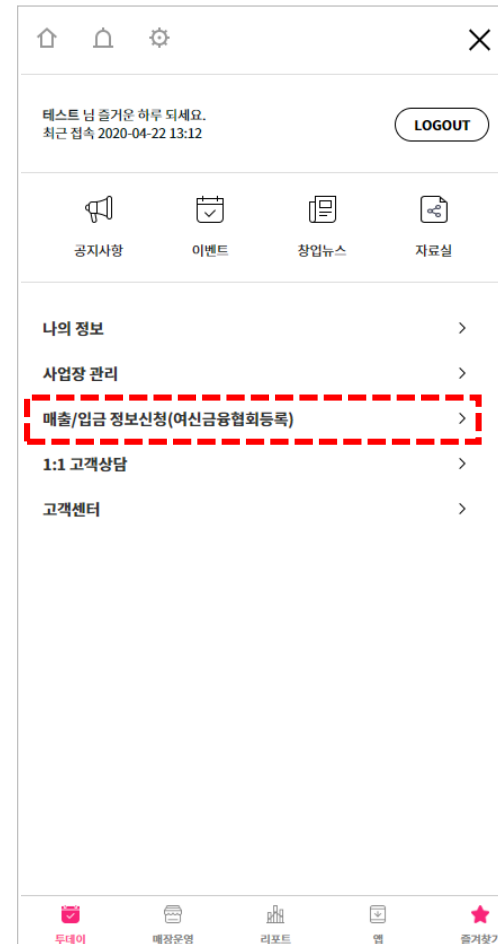 테스트 님 즐거운 하루 되세요.
최근 접속 2020-04-22 13:12
LOGOUT
공지사항 이벤트 창업뉴스 자료실
나의 정보
사업장 관리
매출/입금 정보신청(여신금융협회등록)
1:1 고객상담
고객센터
투데이 매장운영 리포트 앱 즐겨찾기